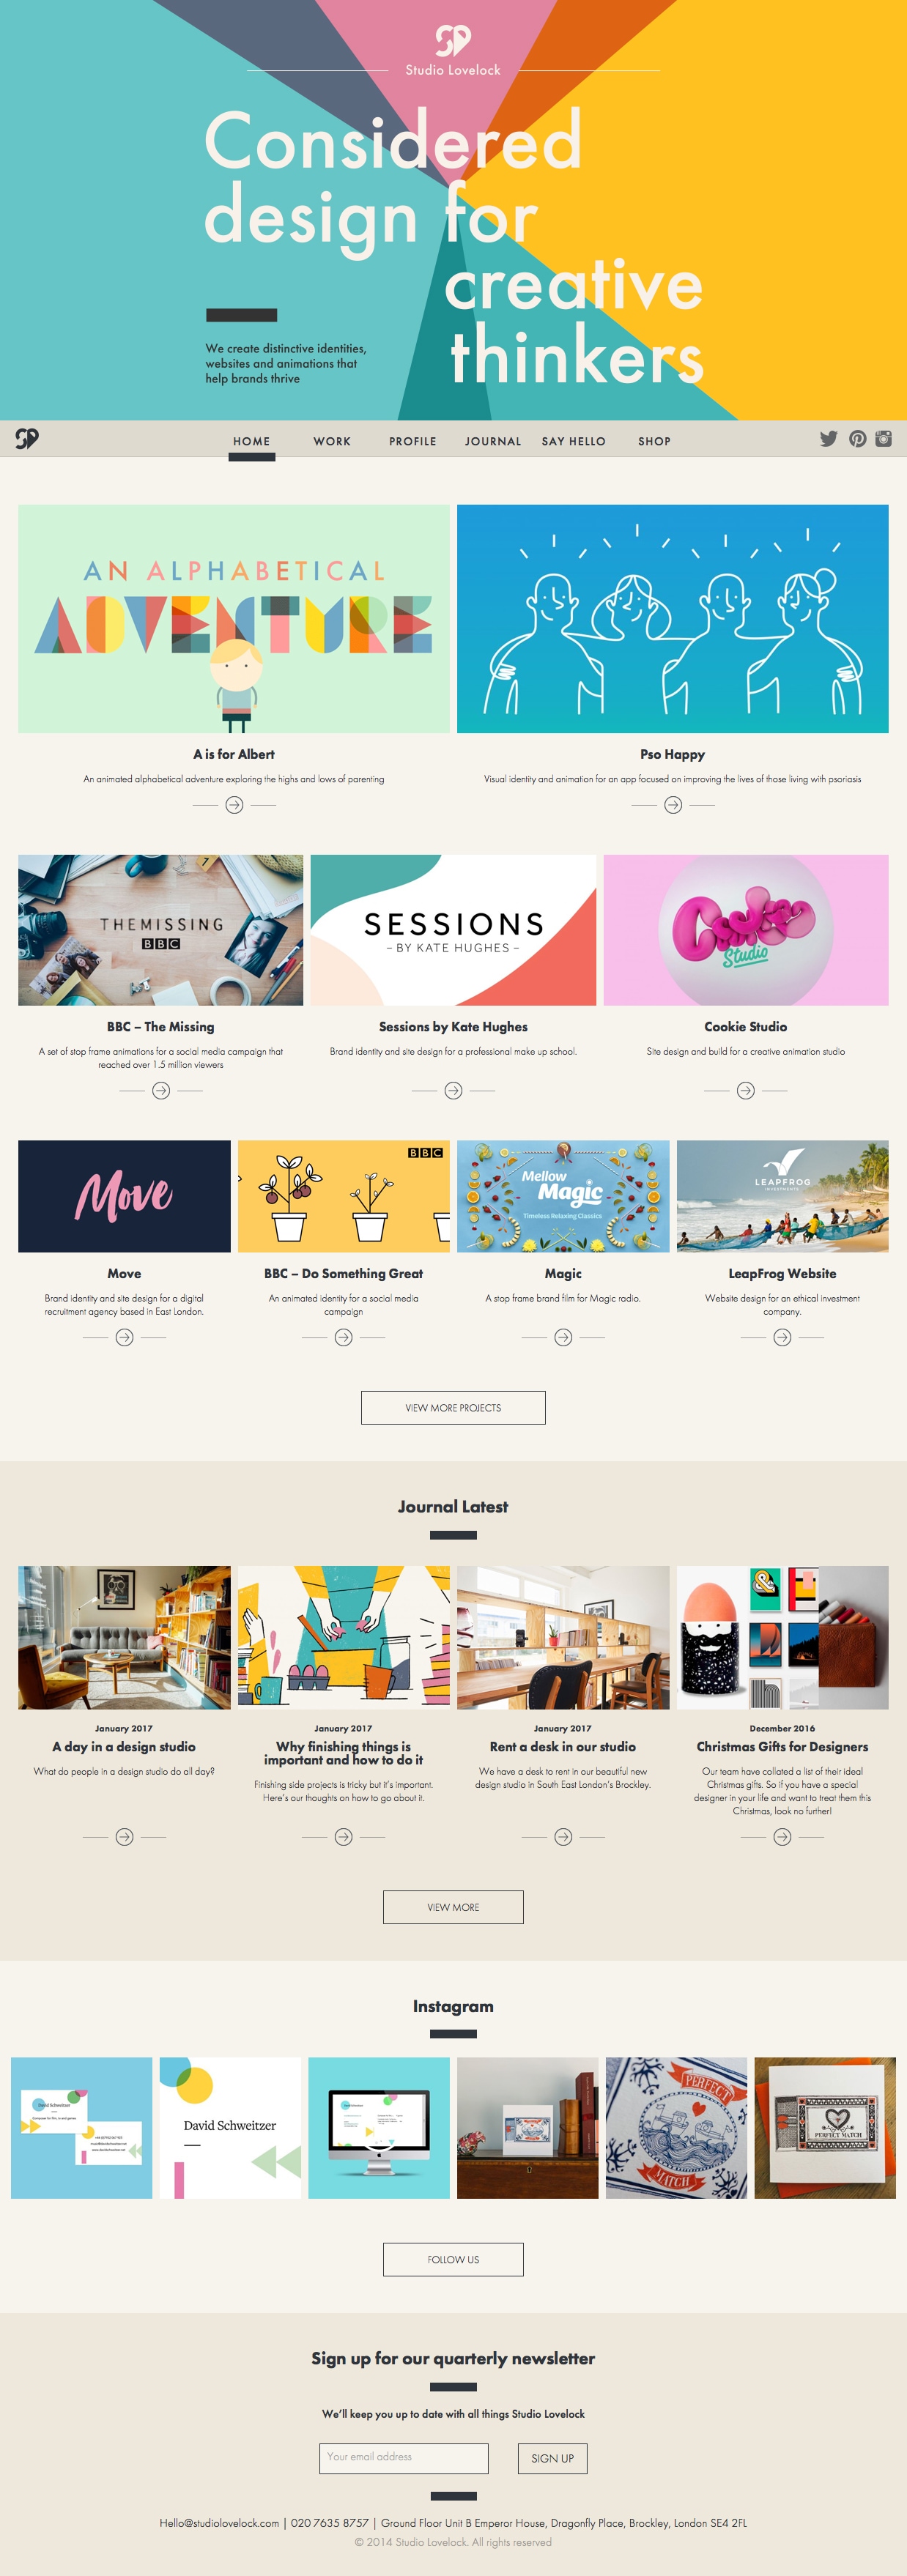 Studio Lovelock
Considered
design for
creative
thinkers
We create distinctive identities,
websites and animations that
help brands thrive
HOME WORK PROFILE JOURNAL SAY HELLO SHOP
AN ALPHABETICAL
ADVENTURE
A is for Albert
An animated alphabetical adventure exploring the highs and lows of parenting
Pso Happy
Visual identity and animation for an app focused on improving the lives of those living with psoriasis
THEMISSING
BBC
BBC – The Missing
A set of stop frame animations for a social media campaign that
reached over 1.5 million viewers
SESSIONS
– BY KATE HUGHES –
Sessions by Kate Hughes
Brand identity and site design for a professional make up school.
Cookie
Studio
Cookie Studio
Site design and build for a creative animation studio
Move
Move
Brand identity and site design for a digital
recruitment agency based in East London.
BBC
BBC – Do Something Great
An animated identity for a social media
campaign
Mellow
Magic
Timeless Relaxing Classics
Magic
A stop frame brand film for Magic radio.
LEAPFROG
INVESTMENTS
LeapFrog Website
Website design for an ethical investment
company.
VIEW MORE PROJECTS
Journal Latest
January 2017
A day in a design studio
What do people in a design studio do all day?
January 2017
Why finishing things is
important and how to do it
Finishing side projects is tricky but it's important.
Here's our thoughts on how to go about it.
January 2017
Rent a desk in our studio
We have a desk to rent in our beautiful new
design studio in South East London's Brockley.
&
December 2016
Christmas Gifts for Designers
Our team have collated a list of their ideal
Christmas gifts. So if you have a special
designer in your life and want to treat them this
Christmas, look no further!
VIEW MORE
Instagram
David Schweitzer
David Schweitzer
PERFECT
MATCH
PERFECT MATCH
FOLLOW US
Sign up for our quarterly newsletter
We'll keep you up to date with all things Studio Lovelock
Your email address
SIGN UP
Hello@studiolovelock.com | 020 7635 8757 | Ground Floor Unit B Emperor House, Dragonfly Place, Brockley, London SE4 2FL
© 2014 Studio Lovelock. All rights reserved